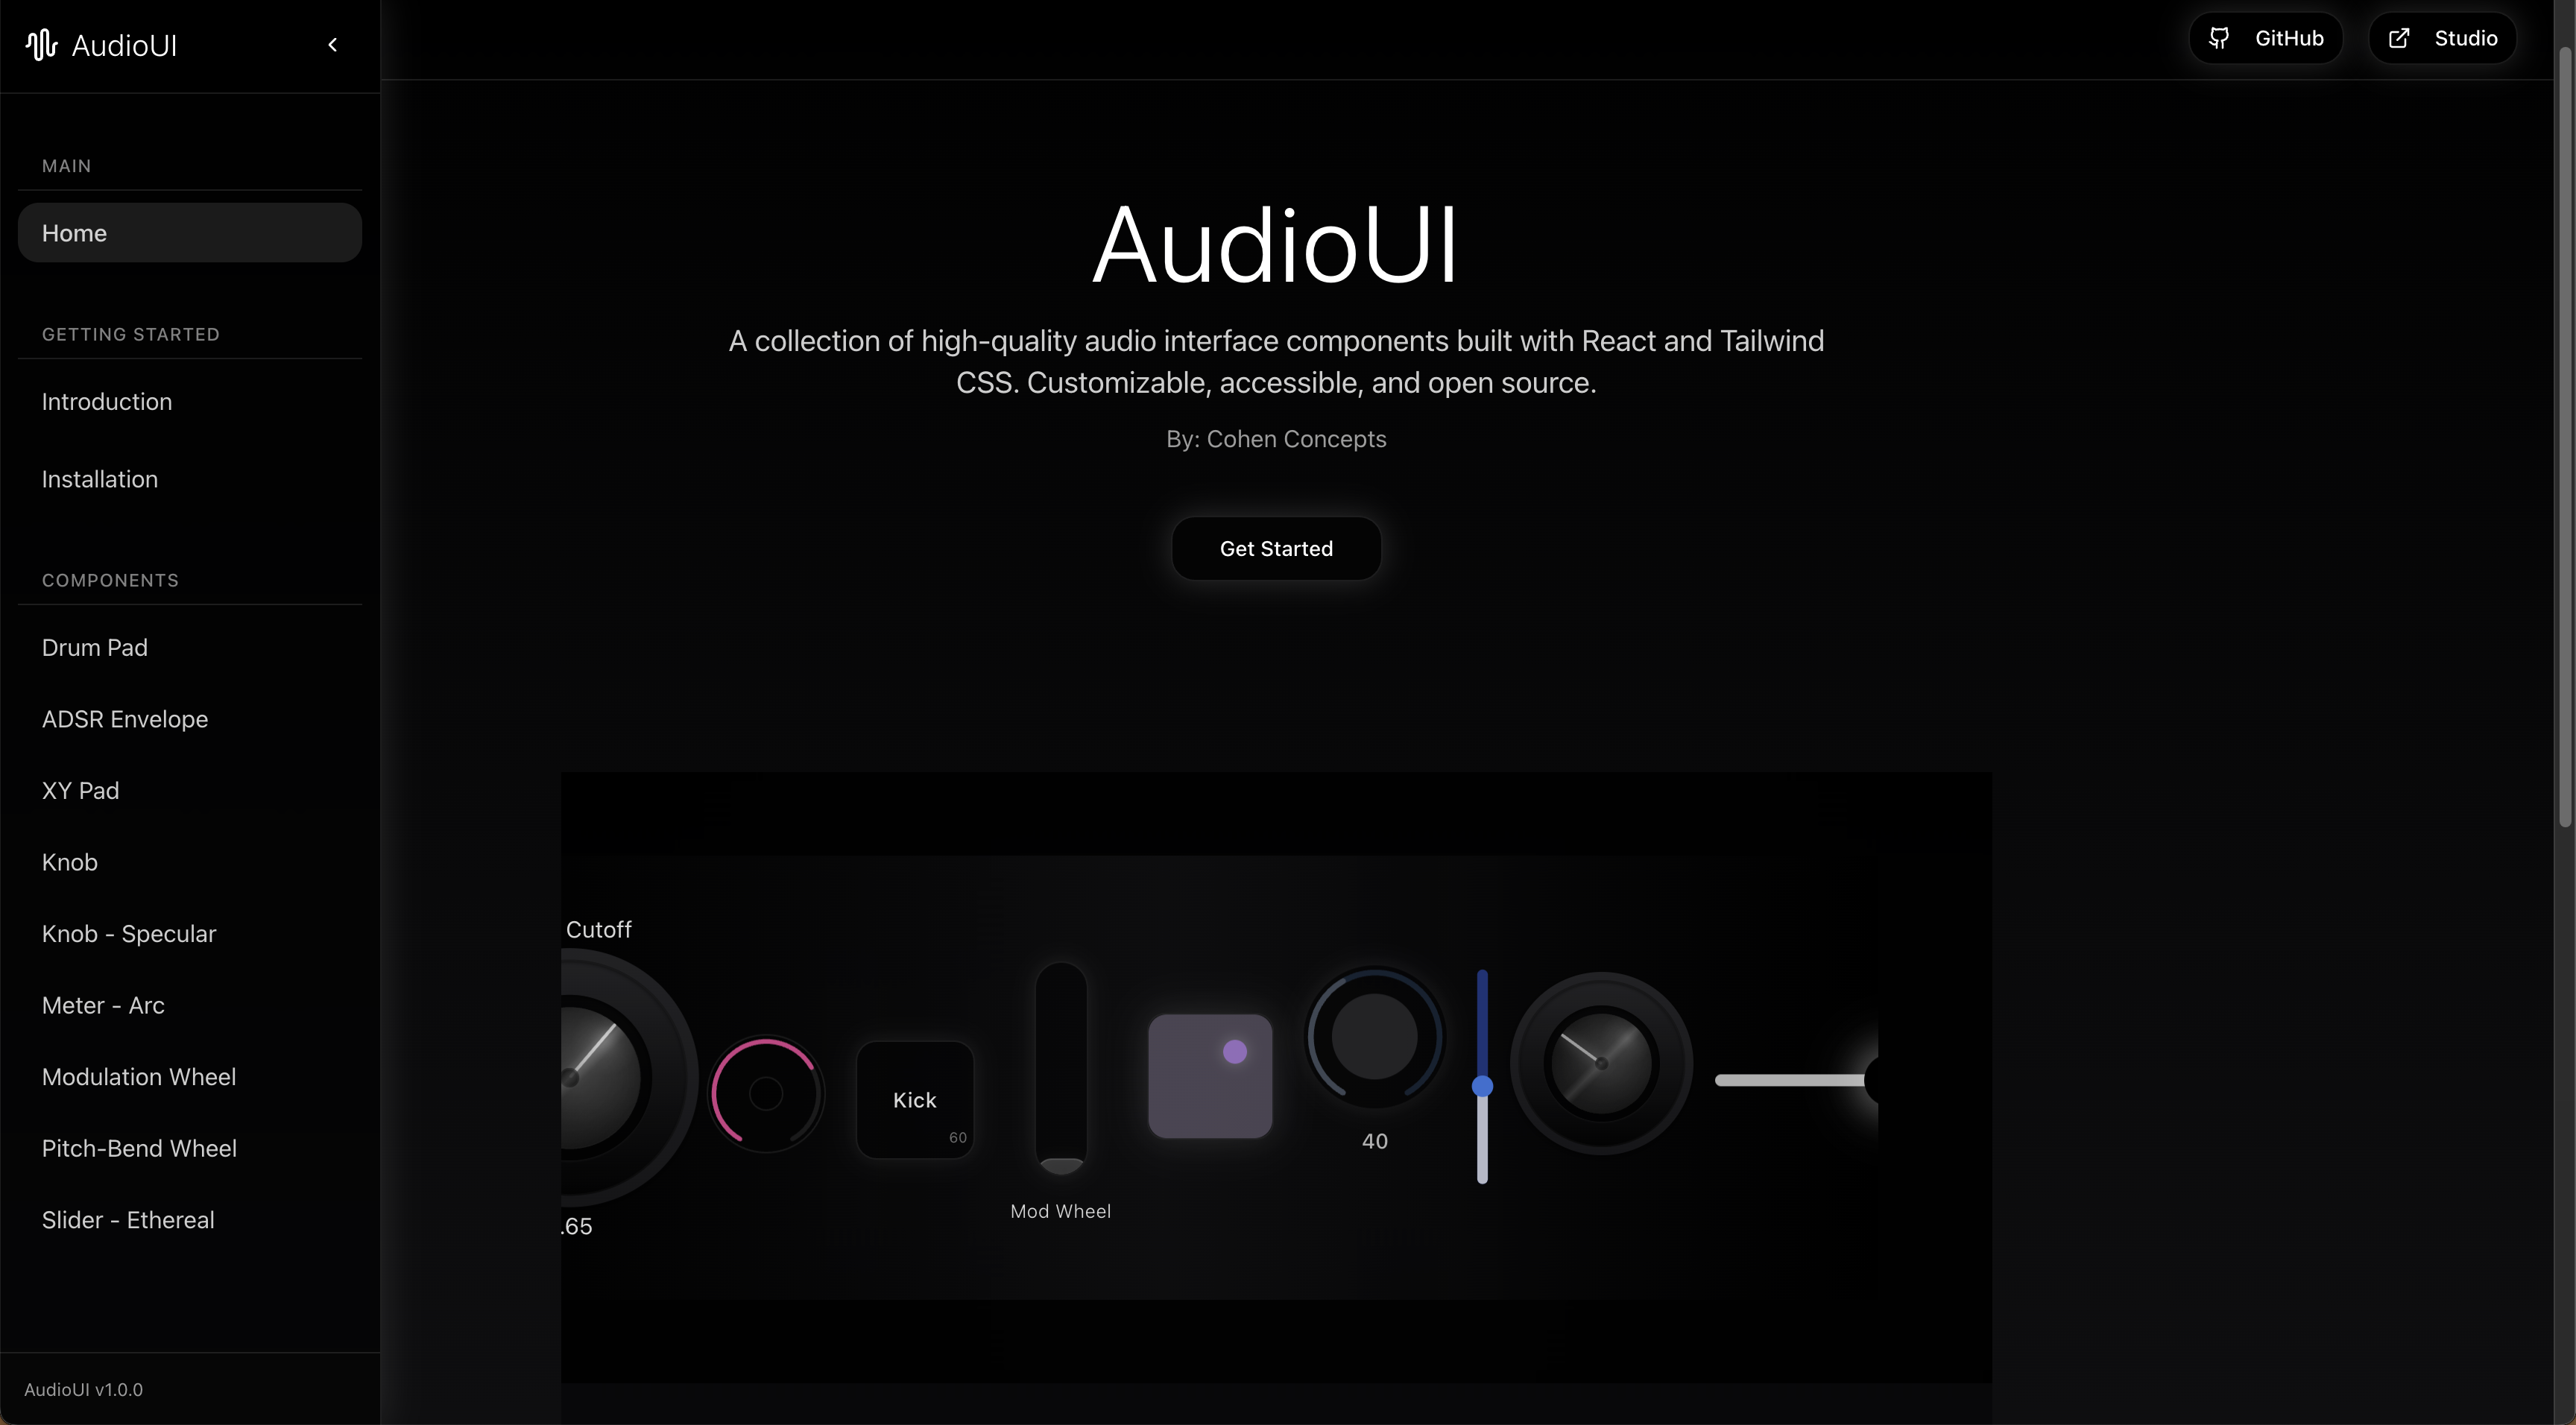 AudioUI
GitHub
Studio
MAIN
Home
GETTING STARTED
Introduction
Installation
COMPONENTS
Drum Pad
ADSR Envelope
XY Pad
Knob
Knob - Specular
Meter - Arc
Modulation Wheel
Pitch-Bend Wheel
Slider - Ethereal
AudioUI v1.0.0
AudioUI
A collection of high-quality audio interface components built with React and Tailwind
CSS. Customizable, accessible, and open source.
By: Cohen Concepts
Get Started
Cutoff
.65
Kick
60
Mod Wheel
40